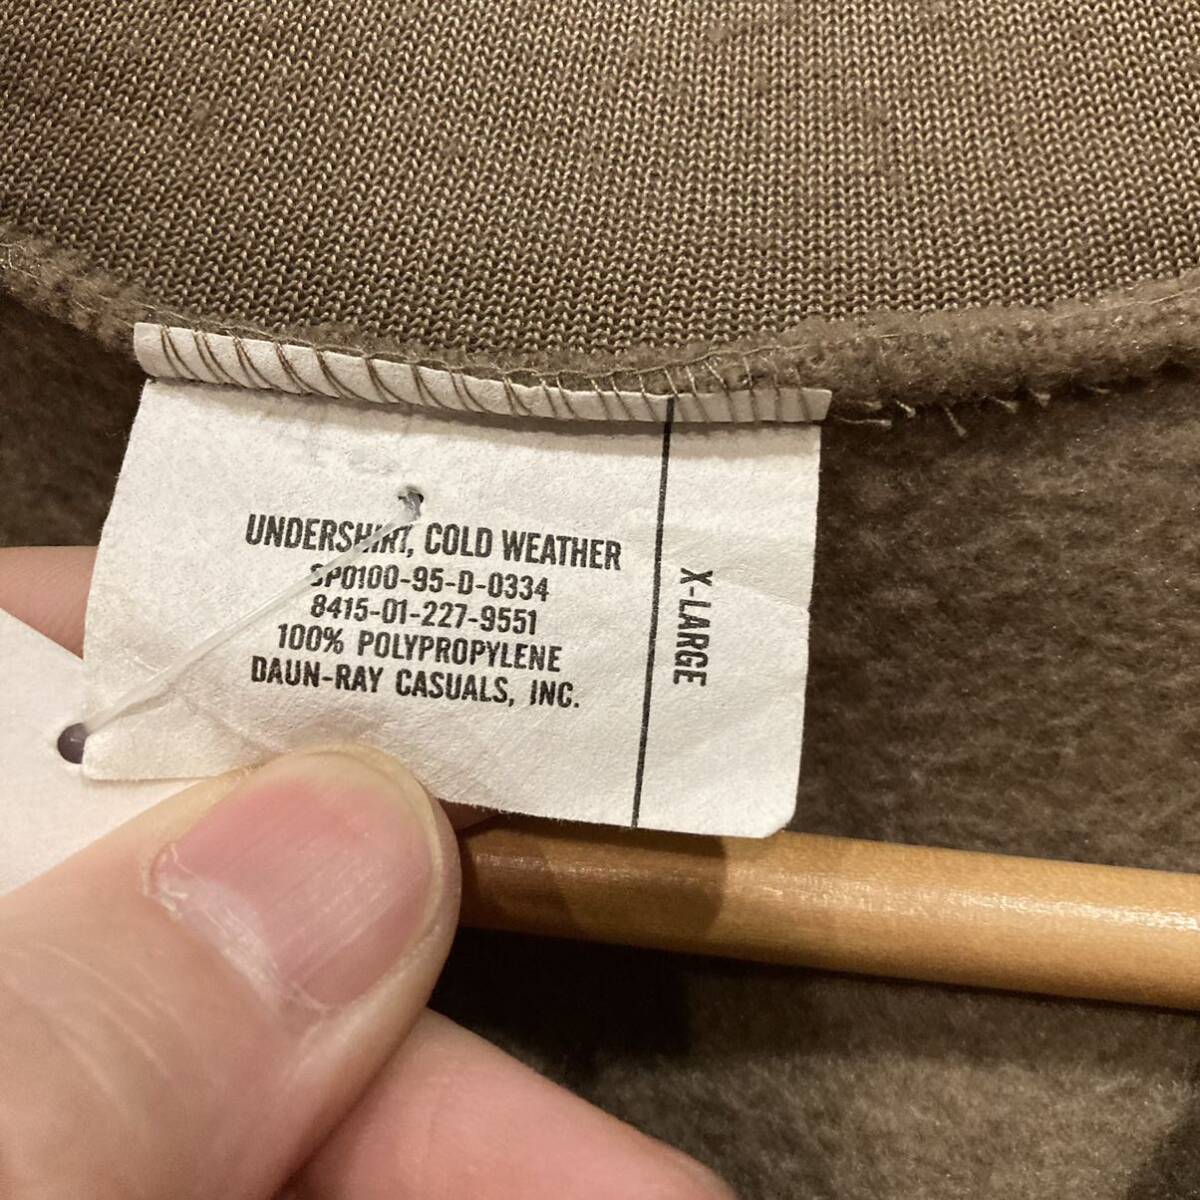 UNDERSHIRT, COLD WEATHER
SP0100-95-D-0334
8415-01-227-9551
100% POLYPROPYLENE
DAUN-RAY CASUALS, INC.
X-LARGE